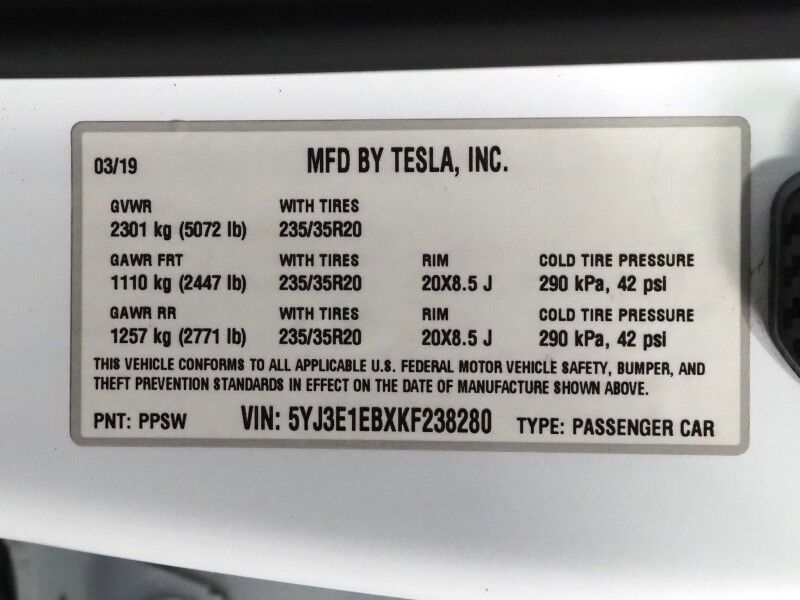 03/19 MFD BY TESLA, INC.
GVWR WITH TIRES
2301 kg (5072 lb) 235/35R20
GAWR FRT WITH TIRES RIM COLD TIRE PRESSURE
1110 kg (2447 lb) 235/35R20 20X8.5 J 290 kPa, 42 psi
GAWR RR WITH TIRES RIM COLD TIRE PRESSURE
1257 kg (2771 lb) 235/35R20 20X8.5 J 290 kPa, 42 psi
THIS VEHICLE CONFORMS TO ALL APPLICABLE U.S. FEDERAL MOTOR VEHICLE SAFETY, BUMPER, AND
THEFT PREVENTION STANDARDS IN EFFECT ON THE DATE OF MANUFACTURE SHOWN ABOVE.
PNT: PPSW VIN: 5YJ3E1EBXKF238280 TYPE: PASSENGER CAR